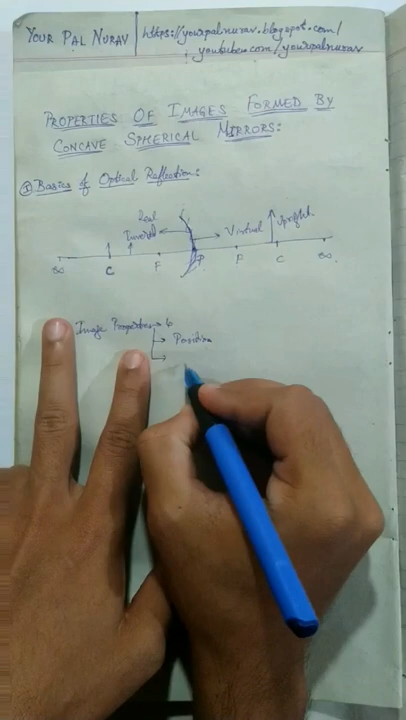 YOUR PAL NURAV
https://yourpalnurav.blogspot.com/
youtube.com/yourpalnurav
PROPERTIES OF IMAGES FORMED BY
CONCAVE SPHERICAL MIRRORS:
① Basics of Optical Reflection:
Real
Inverted
Virtual
Upright
∞ C F P F C ∞
Image Properties → 6
→ Position
→